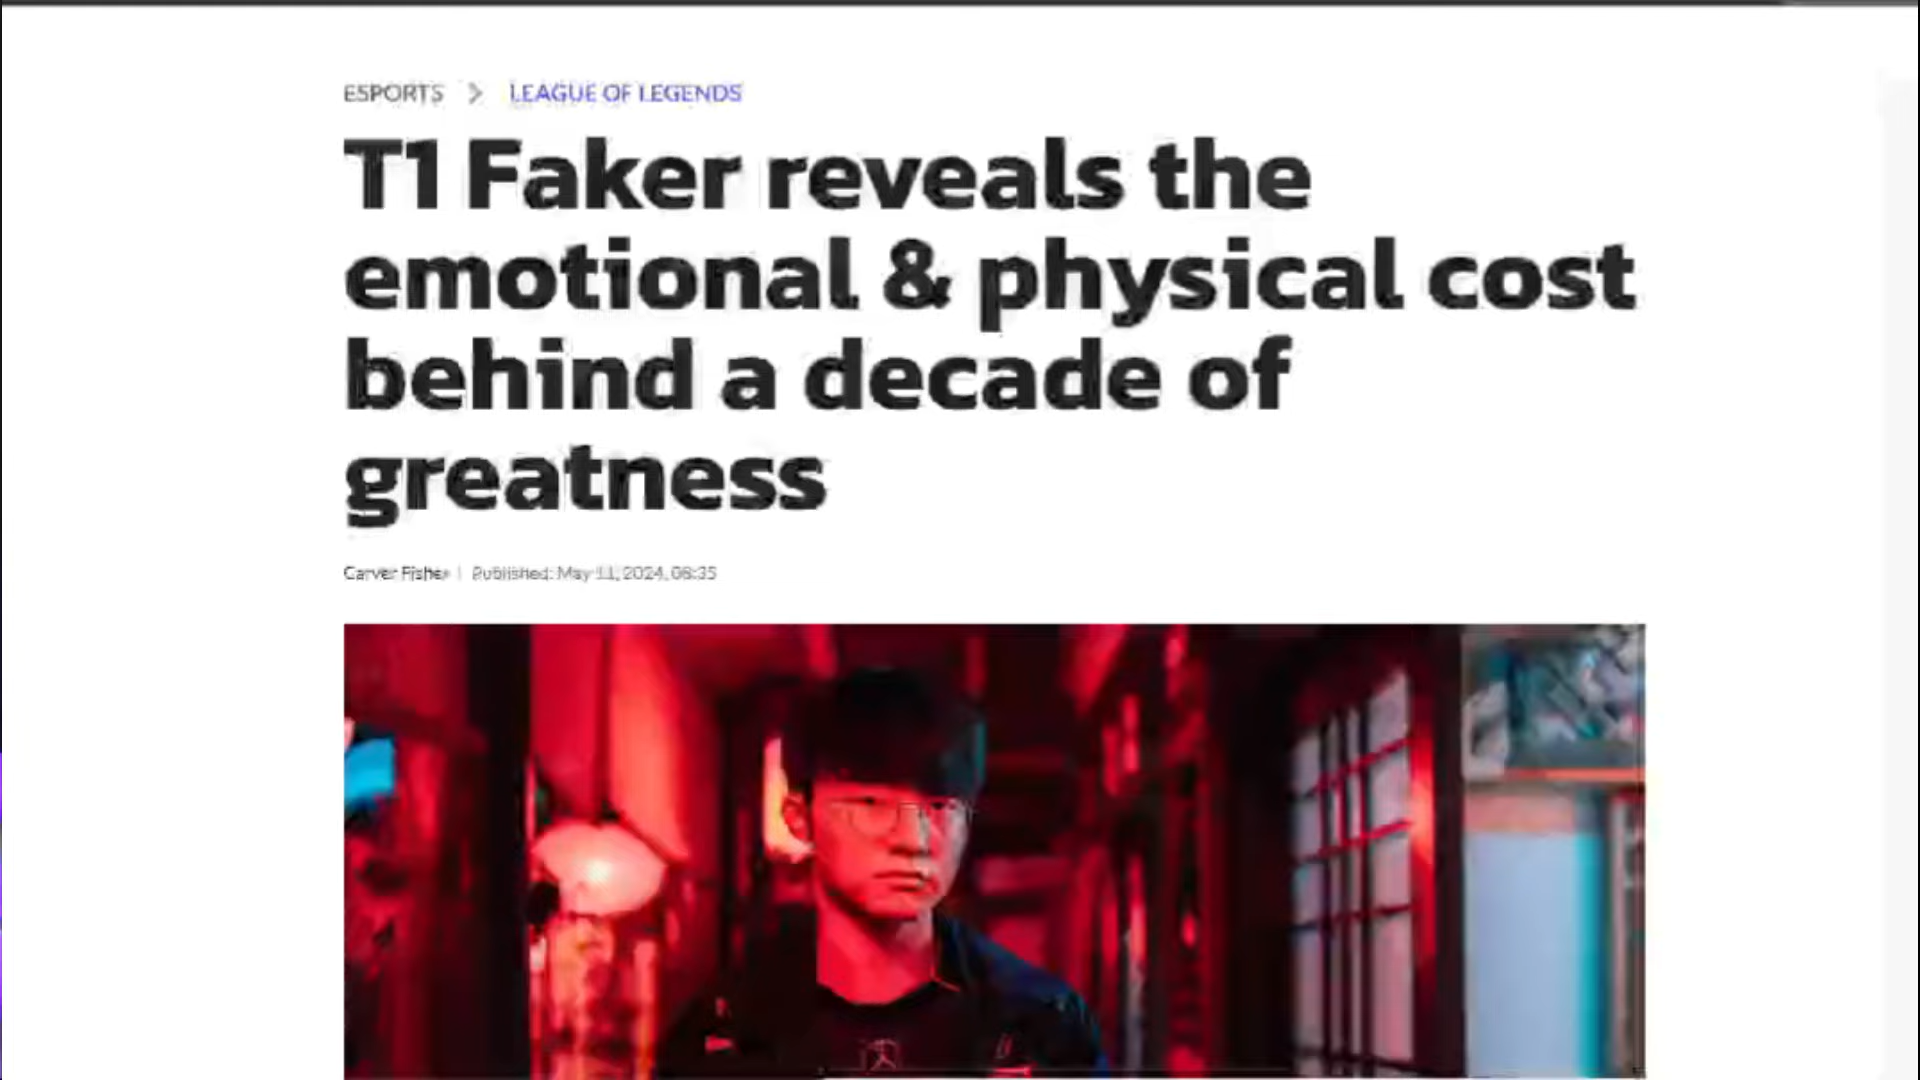 ESPORTS > LEAGUE OF LEGENDS
T1 Faker reveals the
emotional & physical cost
behind a decade of
greatness
Carver Fisher | Published: May 11, 2024, 08:35